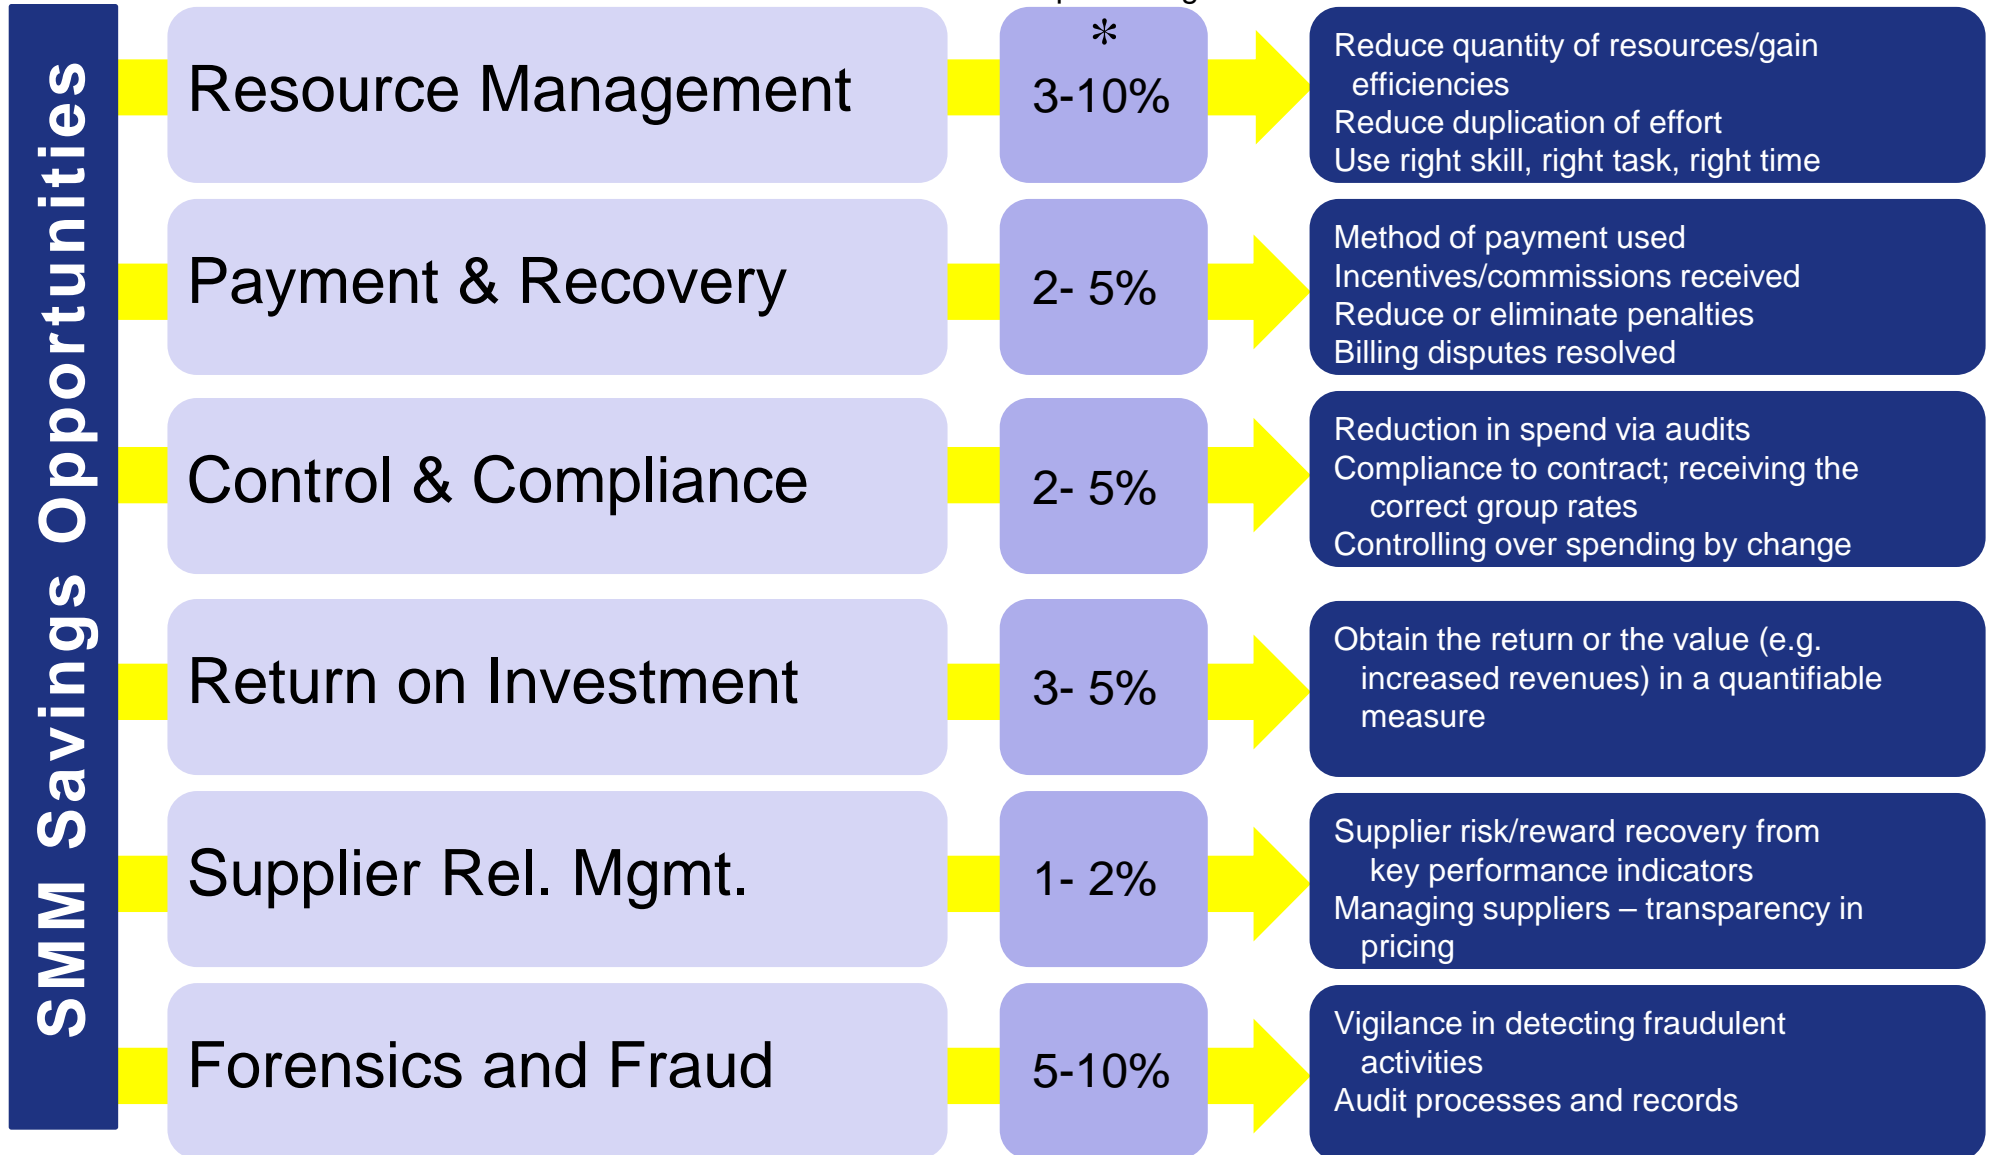 SMM Savings Opportunities
*
Resource Management
3-10%
Reduce quantity of resources/gain
efficiencies
Reduce duplication of effort
Use right skill, right task, right time
Payment & Recovery
2- 5%
Method of payment used
Incentives/commissions received
Reduce or eliminate penalties
Billing disputes resolved
Control & Compliance
2- 5%
Reduction in spend via audits
Compliance to contract; receiving the
correct group rates
Controlling over spending by change
Return on Investment
3- 5%
Obtain the return or the value (e.g.
increased revenues) in a quantifiable
measure
Supplier Rel. Mgmt.
1- 2%
Supplier risk/reward recovery from
key performance indicators
Managing suppliers – transparency in
pricing
Forensics and Fraud
5-10%
Vigilance in detecting fraudulent
activities
Audit processes and records